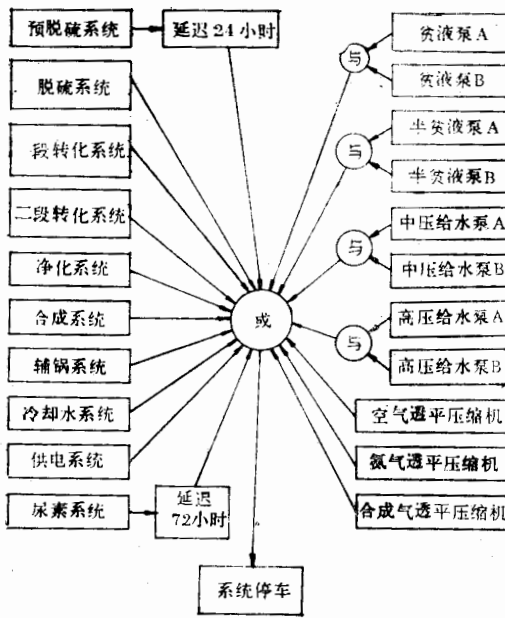 预脱硫系统
延迟24小时
脱硫系统
一段转化系统
二段转化系统
净化系统
合成系统
辅锅系统
冷却水系统
供电系统
尿素系统
延迟
72小时
或
系统停车
与
贫液泵A
贫液泵B
与
半贫液泵A
半贫液泵B
与
中压给水泵A
中压给水泵B
与
高压给水泵A
高压给水泵B
空气透平压缩机
氨气透平压缩机
合成气透平压缩机